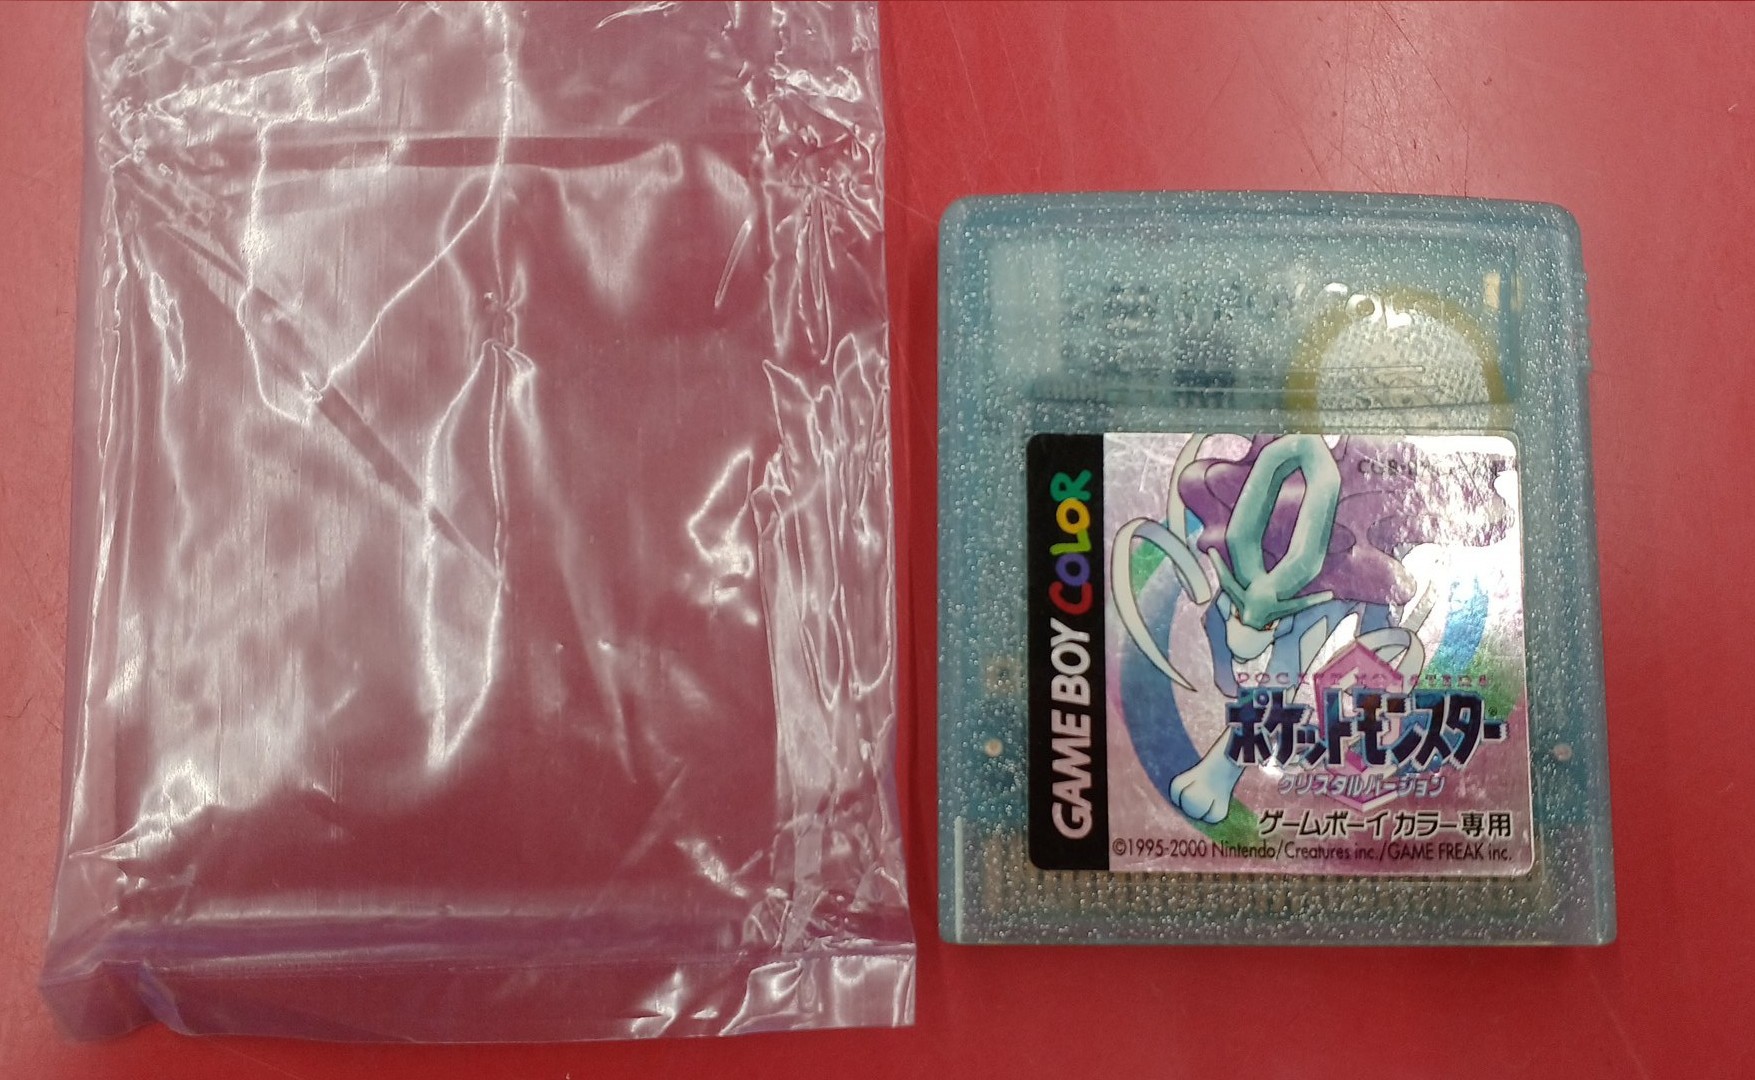 GAME BOY COLOR
POCKET MONSTERS
ポケットモンスター
クリスタルバージョン
ゲームボーイ カラー専用
©1995-2000 Nintendo/Creatures inc./GAME FREAK inc.